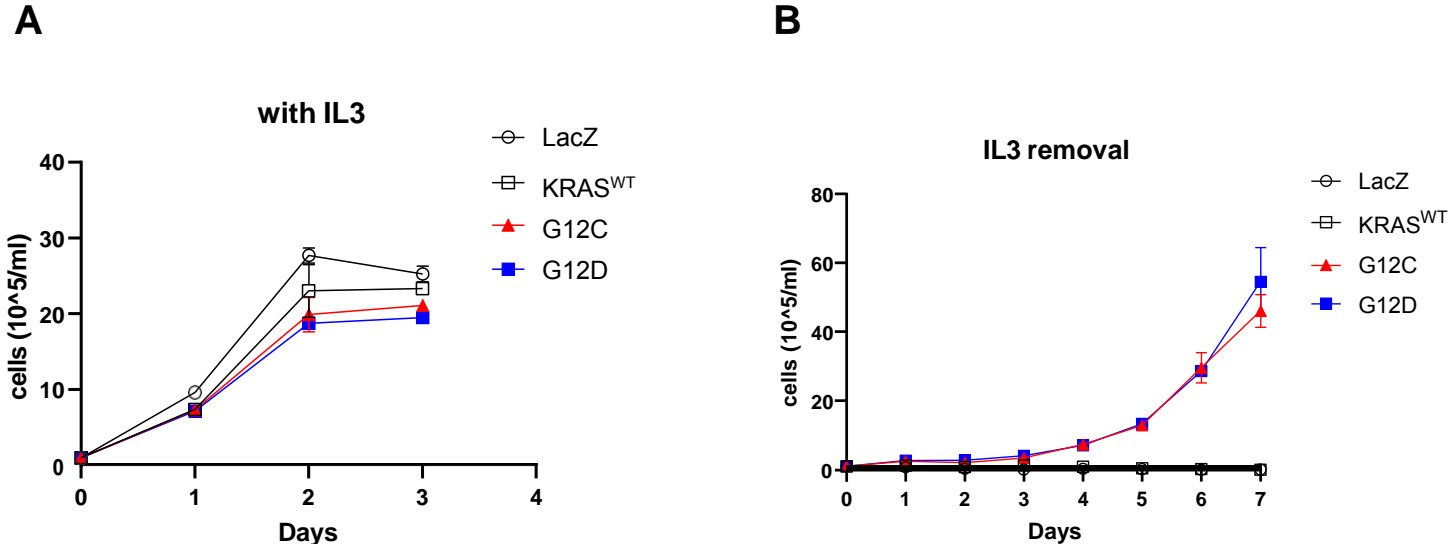 A
with IL3
cells (10^5/ml)
40
30
20
10
0
0 1 2 3 4
Days
LacZ
KRAS^WT
G12C
G12D
B
IL3 removal
cells (10^5/ml)
80
60
40
20
0
0 1 2 3 4 5 6 7
Days
LacZ
KRAS^WT
G12C
G12D